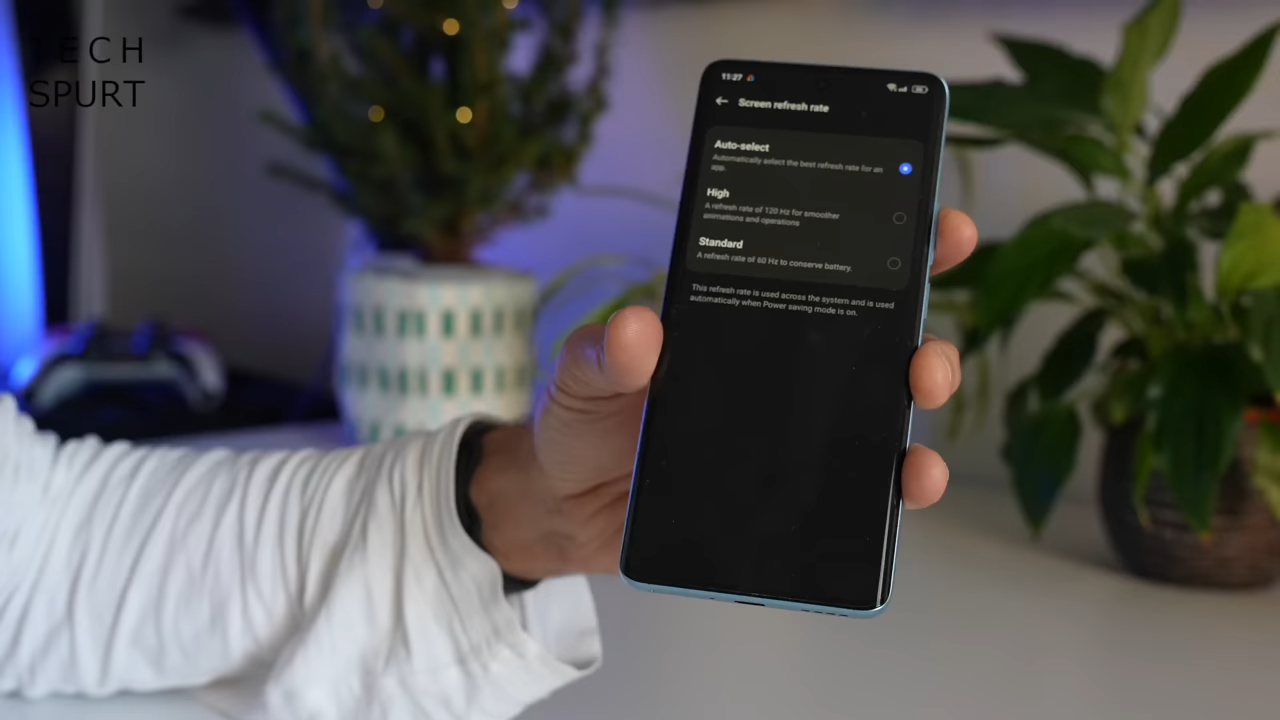 TECH
SPURT
11:27
Screen refresh rate
Auto-select
Automatically select the best refresh rate for an
app.
High
A refresh rate of 120 Hz for smoother
animations and operations
Standard
A refresh rate of 60 Hz to conserve battery.
This refresh rate is used across the system and is used
automatically when Power saving mode is on.